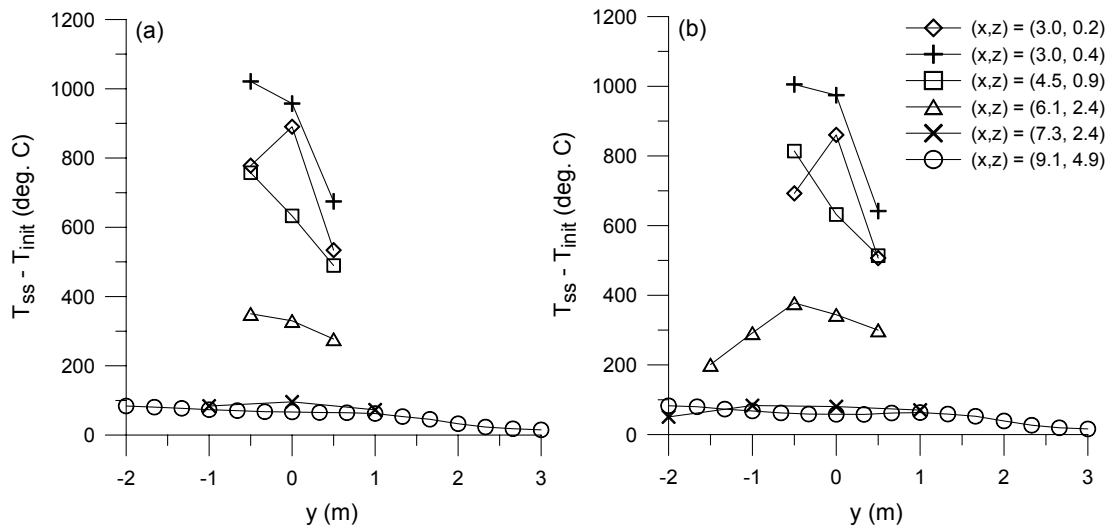 (a)
1200
1000
800
600
400
200
0
T_ss - T_init (deg. C)
-2 -1 0 1 2 3
y (m)
(b)
1200
1000
800
600
400
200
0
T_ss - T_init (deg. C)
-2 -1 0 1 2 3
y (m)
(x,z) = (3.0, 0.2)
(x,z) = (3.0, 0.4)
(x,z) = (4.5, 0.9)
(x,z) = (6.1, 2.4)
(x,z) = (7.3, 2.4)
(x,z) = (9.1, 4.9)